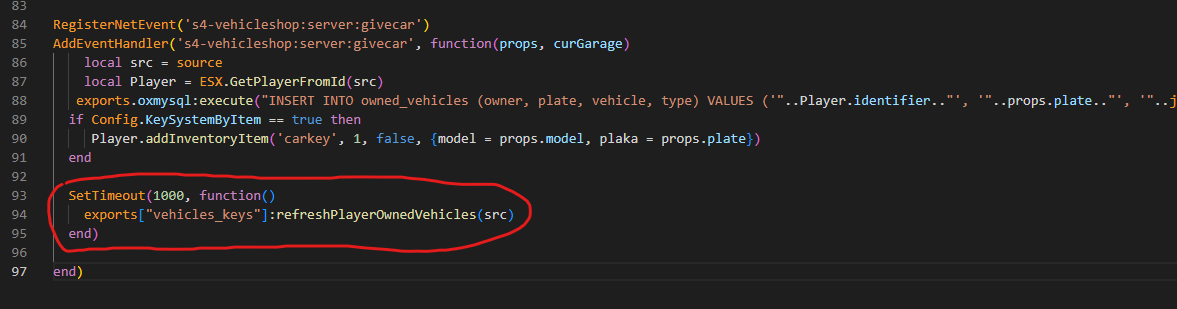 83
84 RegisterNetEvent('s4-vehicleshop:server:givecar')
85 AddEventHandler('s4-vehicleshop:server:givecar', function(props, curGarage)
86 local src = source
87 local Player = ESX.GetPlayerFromId(src)
88 exports.oxmysql:execute("INSERT INTO owned_vehicles (owner, plate, vehicle, type) VALUES ('"..Player.identifier.."', '"..props.plate.."', '"..j
89 if Config.KeySystemByItem == true then
90 Player.addInventoryItem('carkey', 1, false, {model = props.model, plaka = props.plate})
91 end
92
93 SetTimeout(1000, function()
94 exports["vehicles_keys"]:refreshPlayerOwnedVehicles(src)
95 end)
96
97 end)